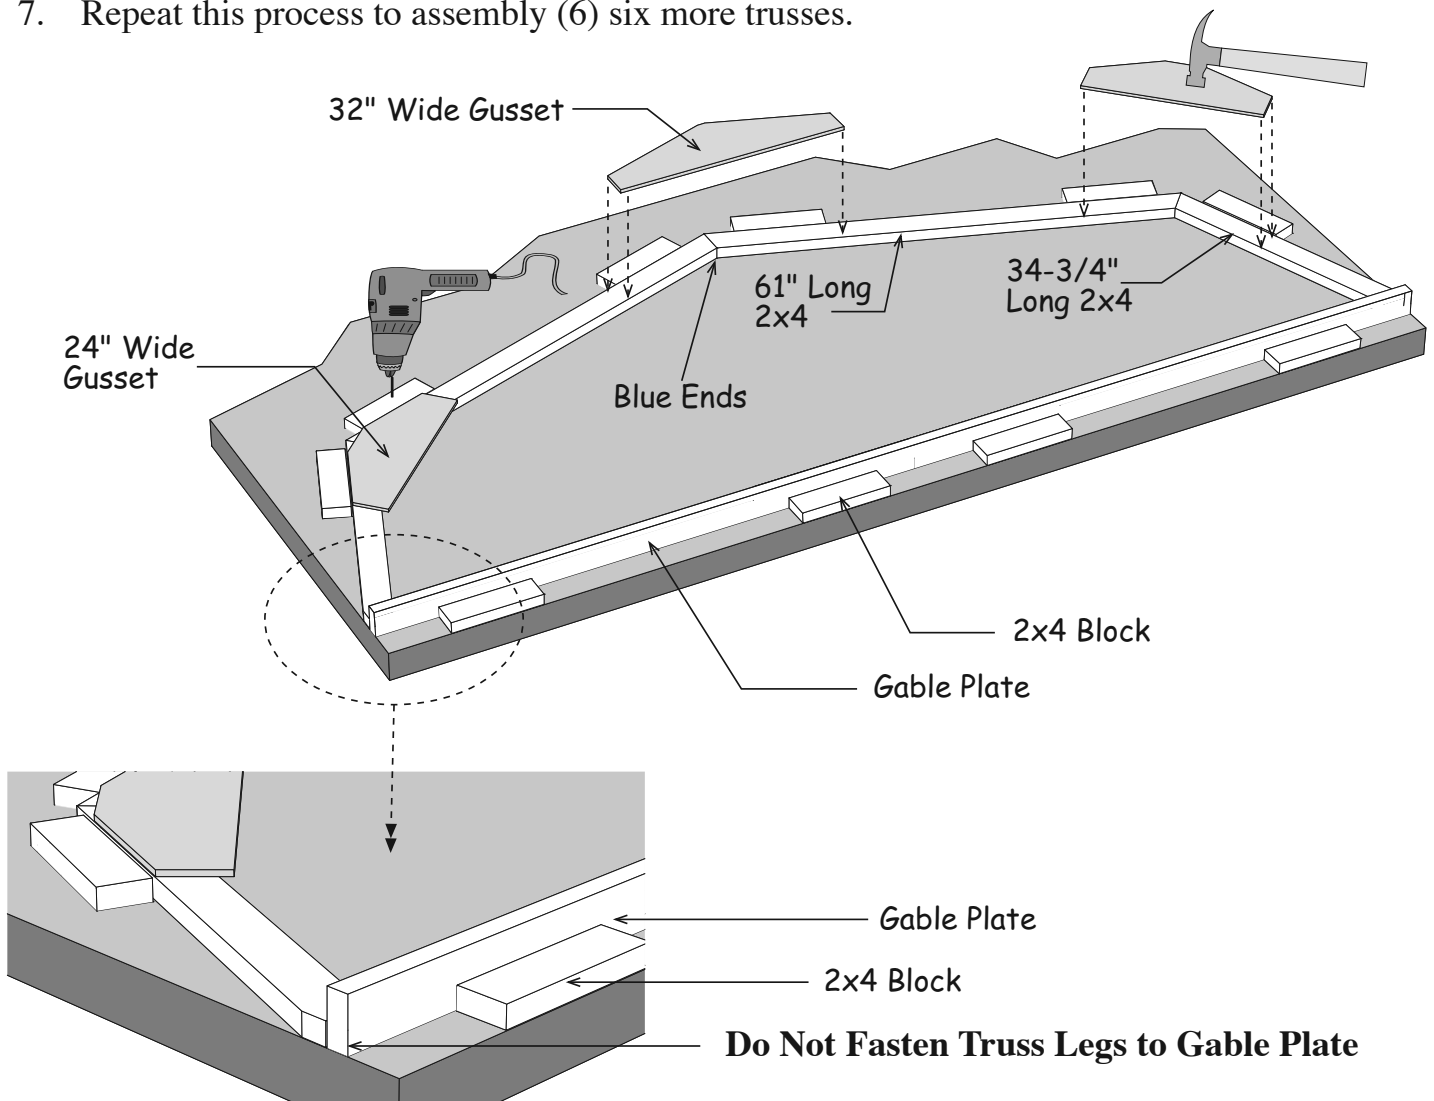 7. Repeat this process to assembly (6) six more trusses.
32" Wide Gusset
61" Long
2x4
34-3/4"
Long 2x4
24" Wide
Gusset
Blue Ends
2x4 Block
Gable Plate
Gable Plate
2x4 Block
Do Not Fasten Truss Legs to Gable Plate